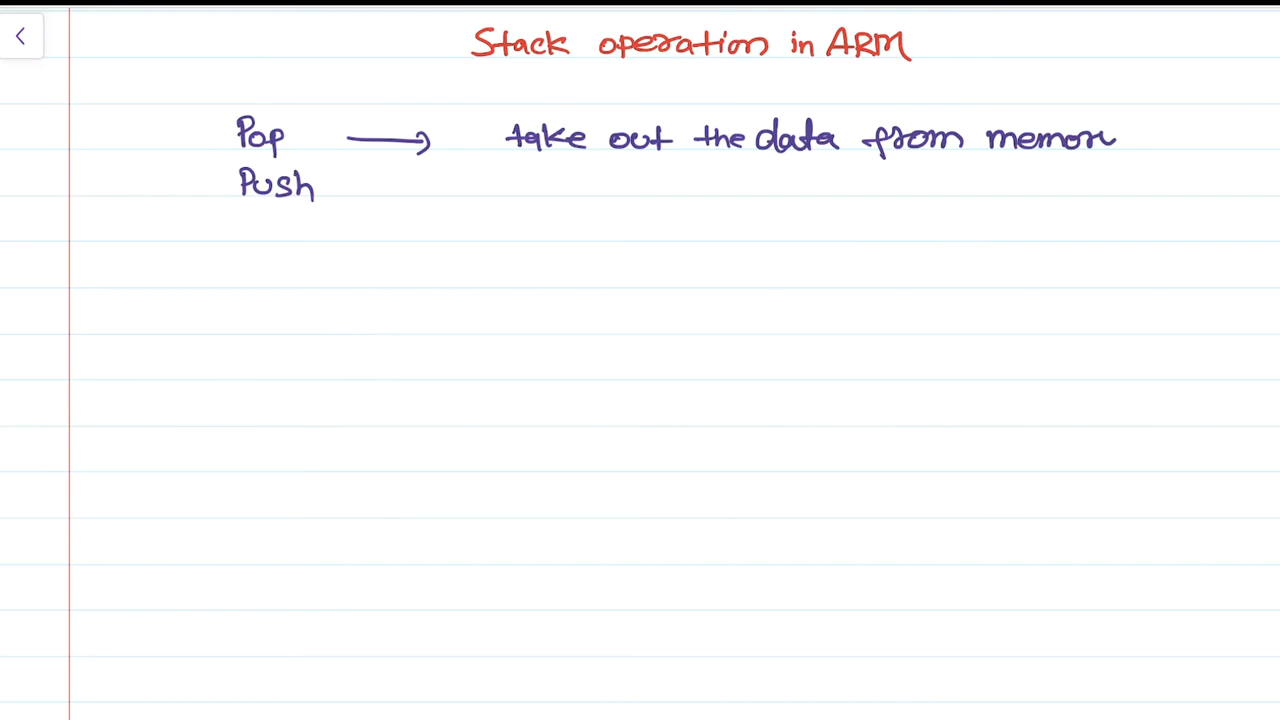 Stack operation in ARM
Pop → take out the data from memor
Push